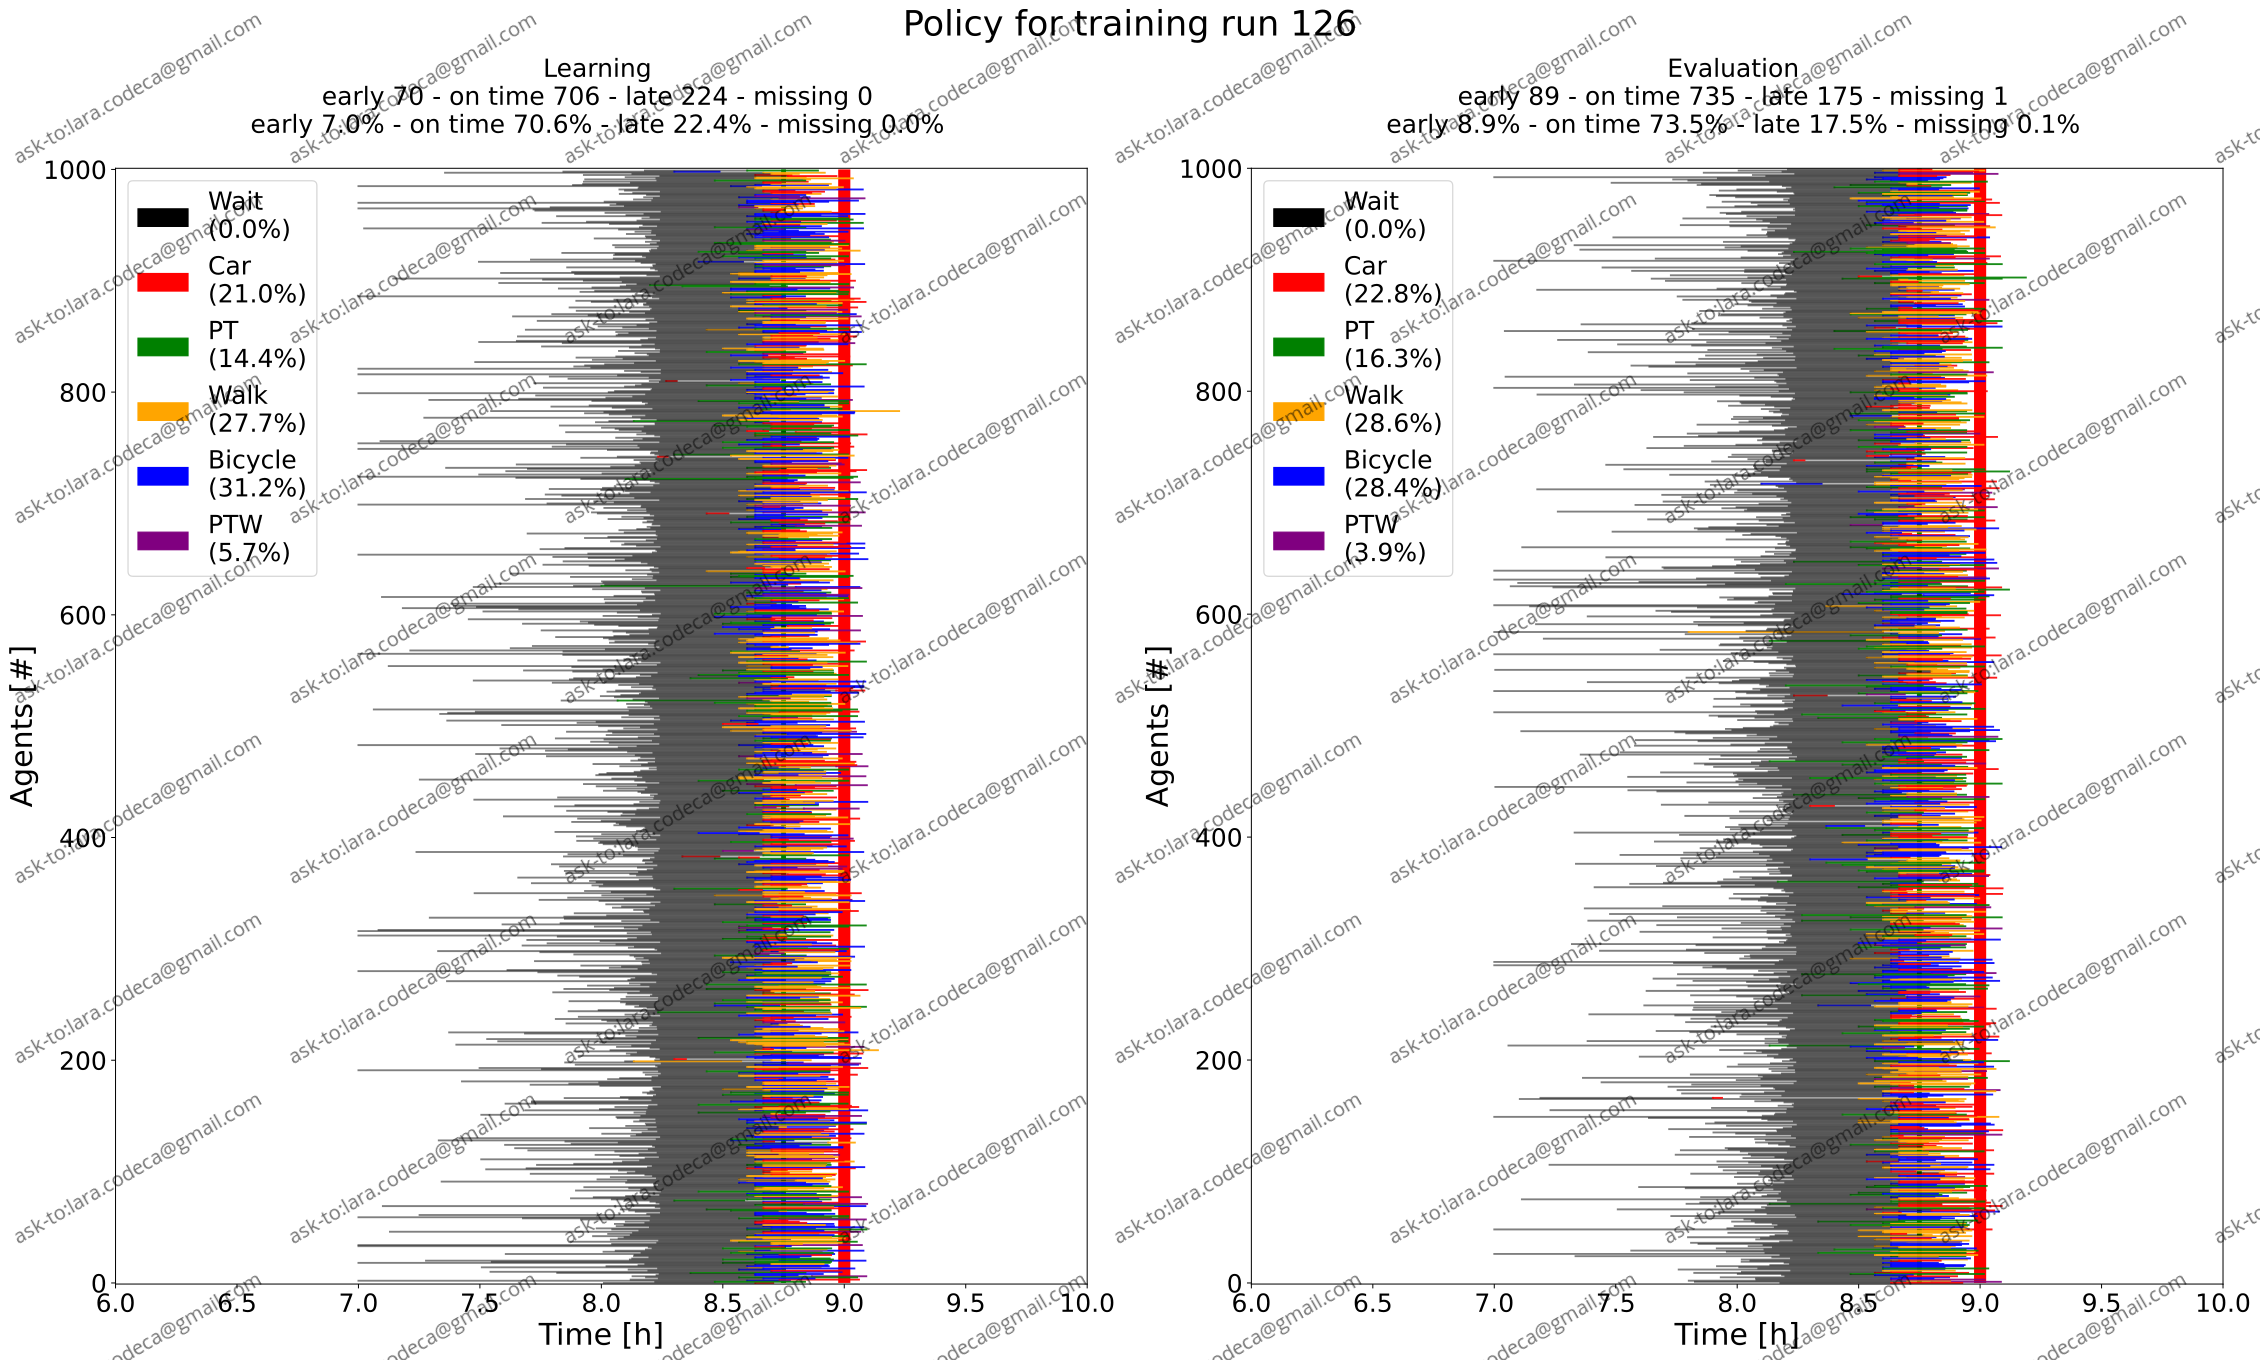 Policy for training run 126
Learning
early 70 - on time 706 - late 224 - missing 0
early 7.0% - on time 70.6% - late 22.4% - missing 0.0%
1000
800
600
400
200
0
Agents [#]
Wait
(0.0%)
Car
(21.0%)
PT
(14.4%)
Walk
(27.7%)
Bicycle
(31.2%)
PTW
(5.7%)
6.0 6.5 7.0 7.5 8.0 8.5 9.0 9.5 10.0
Time [h]
Evaluation
early 89 - on time 735 - late 175 - missing 1
early 8.9% - on time 73.5% - late 17.5% - missing 0.1%
1000
800
600
400
200
0
Agents [#]
Wait
(0.0%)
Car
(22.8%)
PT
(16.3%)
Walk
(28.6%)
Bicycle
(28.4%)
PTW
(3.9%)
6.0 6.5 7.0 7.5 8.0 8.5 9.0 9.5 10.0
Time [h]
ask-to:lara.codeca@gmail.com